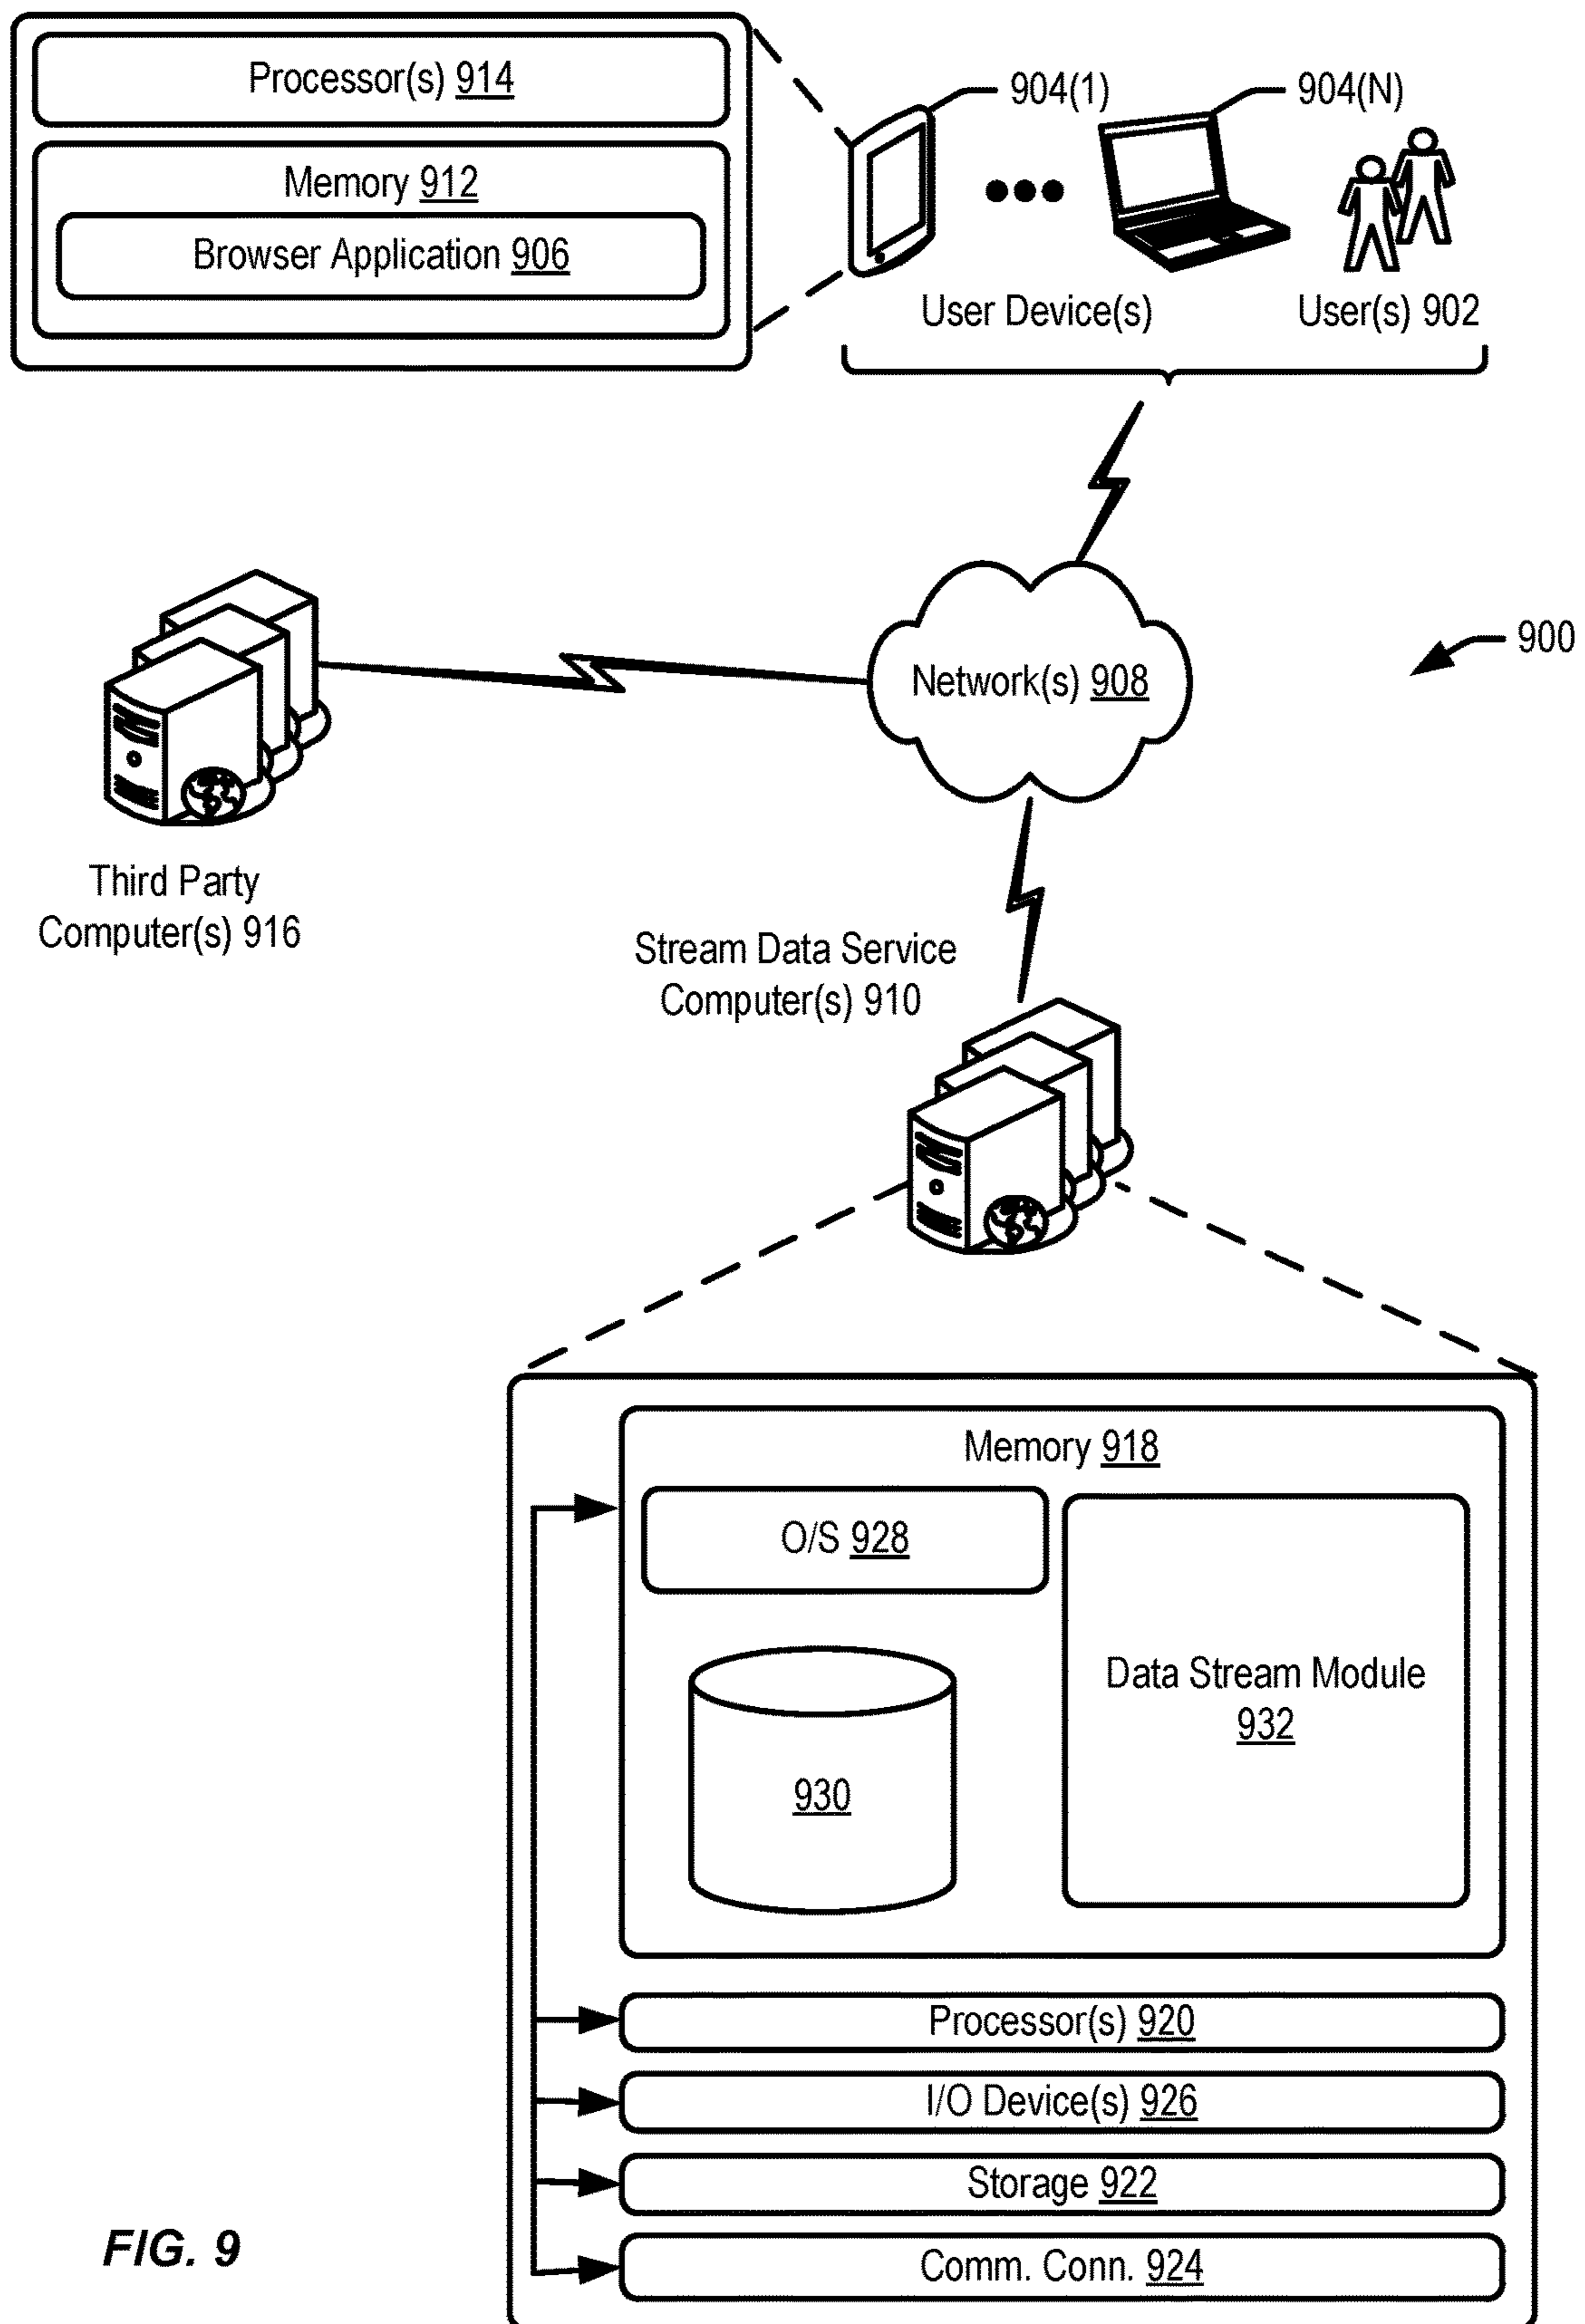 Processor(s) 914
Memory 912
Browser Application 906
904(1)
904(N)
User Device(s)
User(s) 902
Network(s) 908
900
Third Party
Computer(s) 916
Stream Data Service
Computer(s) 910
Memory 918
O/S 928
Data Stream Module
932
930
Processor(s) 920
I/O Device(s) 926
Storage 922
Comm. Conn. 924
FIG. 9